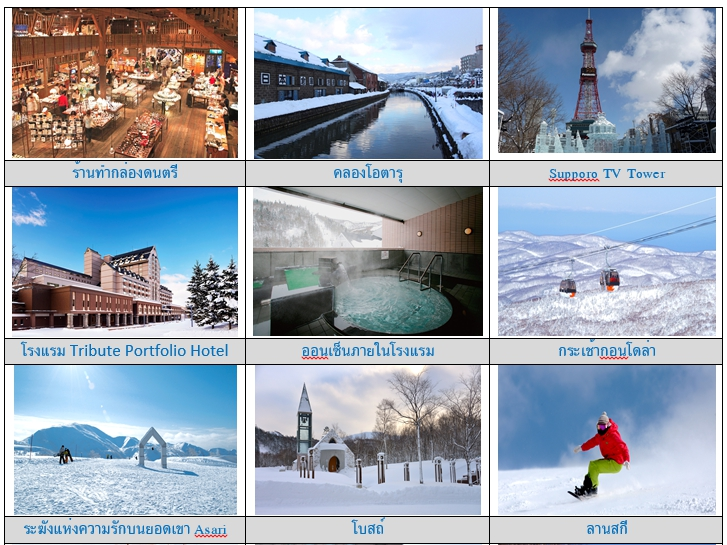 ร้านทำกล่องดนตรี
คลองโอตารุ
Supporo TV Tower
โรงแรม Tribute Portfolio Hotel
ออนเซ็นภายในโรงแรม
กระเช้ากอนโดล่า
ระฆังแห่งความรักบนยอดเขา Asari
โบสถ์
ลานสกี